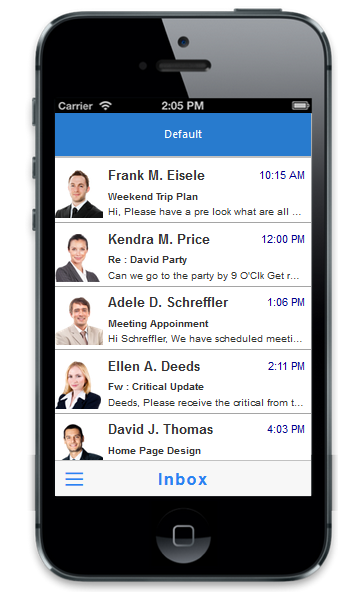 Carrier 2:05 PM
Default
Frank M. Eisele 10:15 AM
Weekend Trip Plan
Hi, Please have a pre look what are all ...
Kendra M. Price 12:00 PM
Re : David Party
Can we go to the party by 9 O'Clk Get r...
Adele D. Schreffler 1:06 PM
Meeting Appoinment
Hi Schreffler, We have scheduled meeti...
Ellen A. Deeds 2:11 PM
Fw : Critical Update
Deeds, Please receive the critical from t...
David J. Thomas 4:03 PM
Home Page Design
Inbox